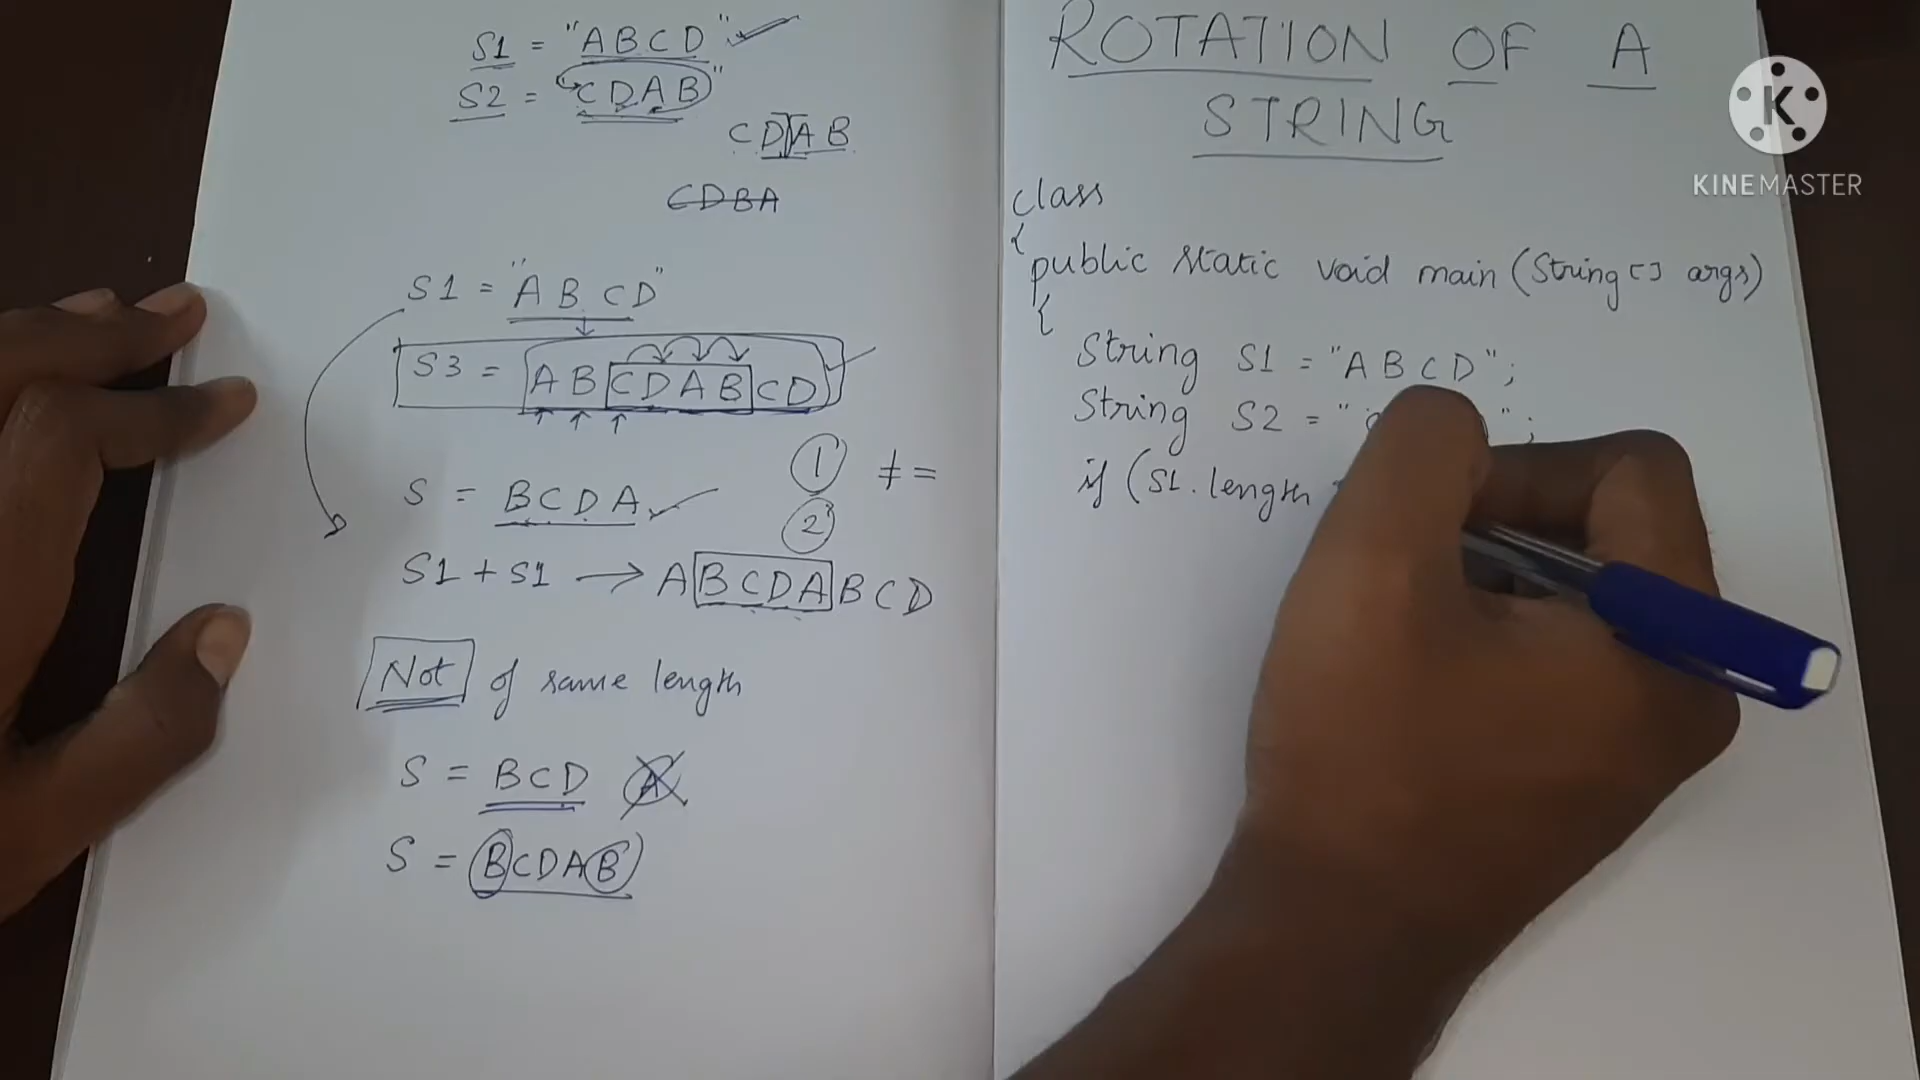 S1 = "ABCD"
S2 = "CDAB"
CDAB
CDBA
S1 = "ABCD"
S3 = ABCDABCD
1 ≠ =
S = BCDA
2
S1 + S1 → ABCDABCD
Not of same length
S = BCD A
S = BCDAB
ROTATION OF A
STRING
class
{
public static void main (String [] args)
{
String S1 = "ABCD";
String S2 = " ";
if (S1.length
K
KINEMASTER